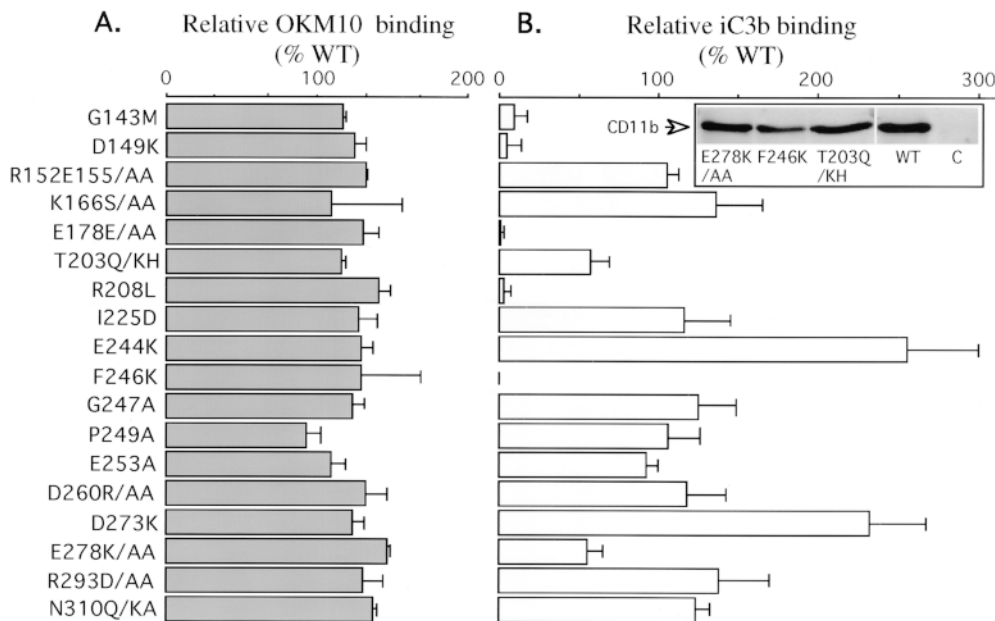 A. Relative OKM10 binding
(% WT)
0 100 200
B. Relative iC3b binding
(% WT)
0 100 200 300
G143M
D149K
R152E155/AA
K166S/AA
E178E/AA
T203Q/KH
R208L
I225D
E244K
F246K
G247A
P249A
E253A
D260R/AA
D273K
E278K/AA
R293D/AA
N310Q/KA
CD11b
E278K F246K T203Q WT C
/AA /KH